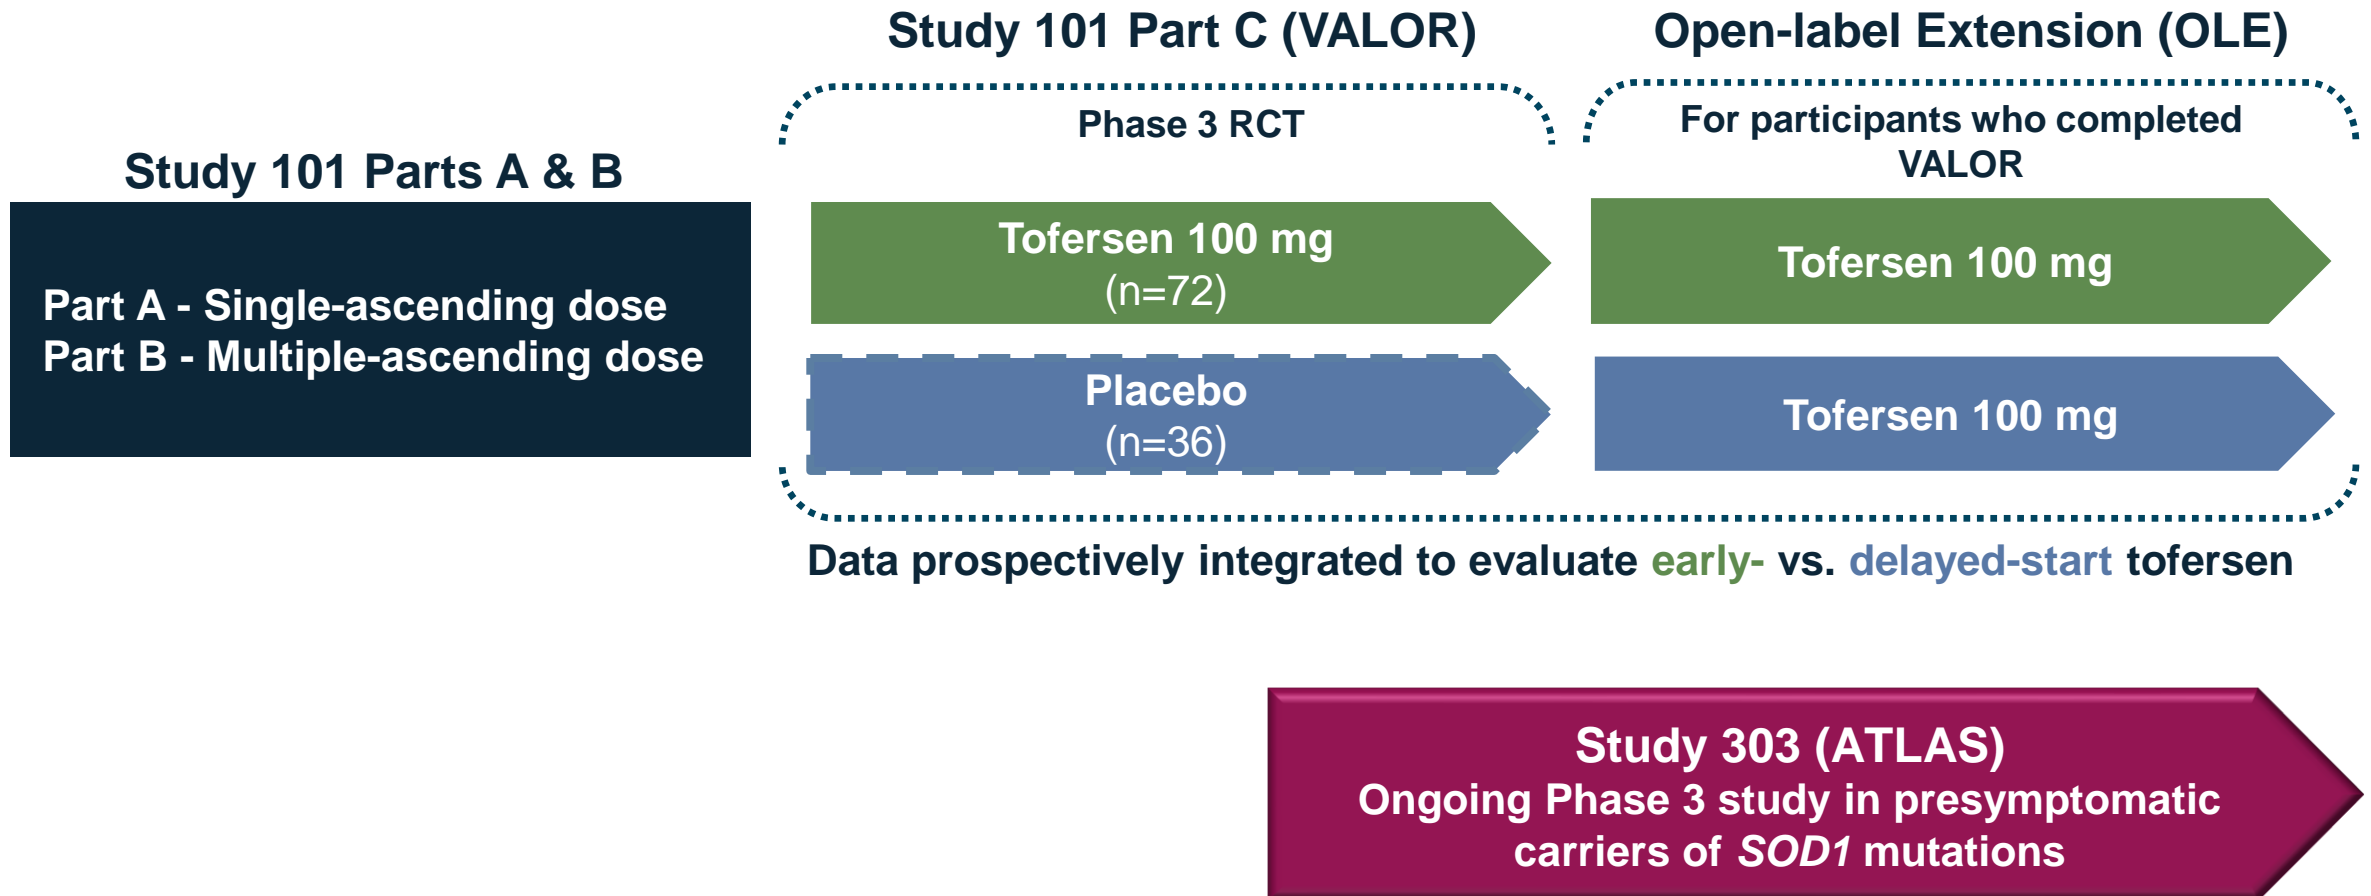 Study 101 Parts A & B
Part A - Single-ascending dose
Part B - Multiple-ascending dose
Study 101 Part C (VALOR)
Phase 3 RCT
Tofersen 100 mg
(n=72)
Placebo
(n=36)
Open-label Extension (OLE)
For participants who completed
VALOR
Tofersen 100 mg
Tofersen 100 mg
Data prospectively integrated to evaluate early- vs. delayed-start tofersen
Study 303 (ATLAS)
Ongoing Phase 3 study in presymptomatic
carriers of SOD1 mutations